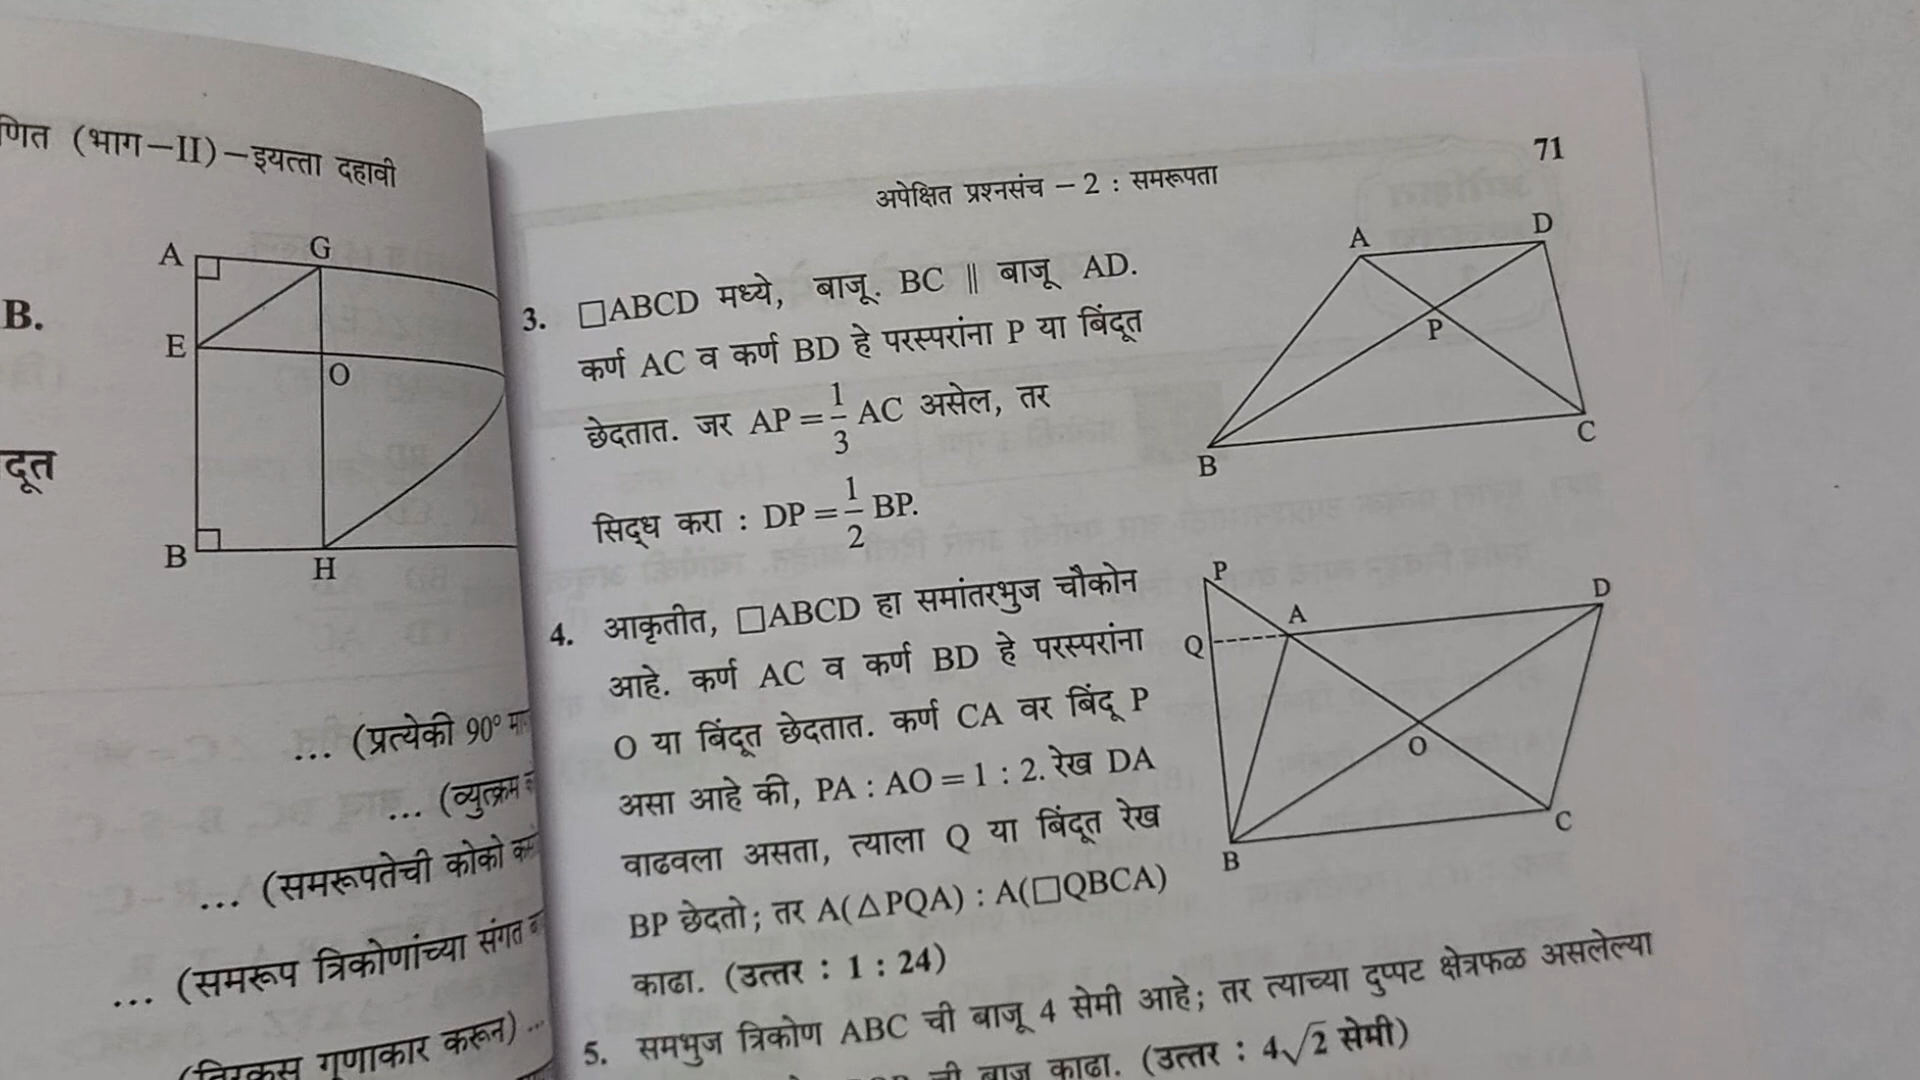 (भाग–II)–इयत्ता दहावी
A
G
B.
E
O
B
H
... (प्रत्येकी 90°
... (व्युत्क्रम
... (समरूपतेची कोको
... (समरूप त्रिकोणांच्या संगत
गुणाकार करून) ...
71
अपेक्षित प्रश्नसंच – 2 : समरूपता
3. □ABCD मध्ये, बाजू. BC || बाजू AD.
कर्ण AC व कर्ण BD हे परस्परांना P या बिंदूत
छेदतात. जर AP = 1/3 AC असेल, तर
सिद्ध करा : DP = 1/2 BP.
A
D
P
B
C
4. आकृतीत, □ABCD हा समांतरभुज चौकोन
आहे. कर्ण AC व कर्ण BD हे परस्परांना
O या बिंदूत छेदतात. कर्ण CA वर बिंदू P
असा आहे की, PA : AO = 1 : 2. रेख DA
वाढवला असता, त्याला Q या बिंदूत रेख
BP छेदतो; तर A(△PQA) : A(□QBCA)
काढा. (उत्तर : 1 : 24)
P
A
D
Q
O
B
C
5. समभुज त्रिकोण ABC ची बाजू 4 सेमी आहे; तर त्याच्या दुप्पट क्षेत्रफळ असलेल्या
ची बाजू काढा. (उत्तर : 4√2 सेमी)